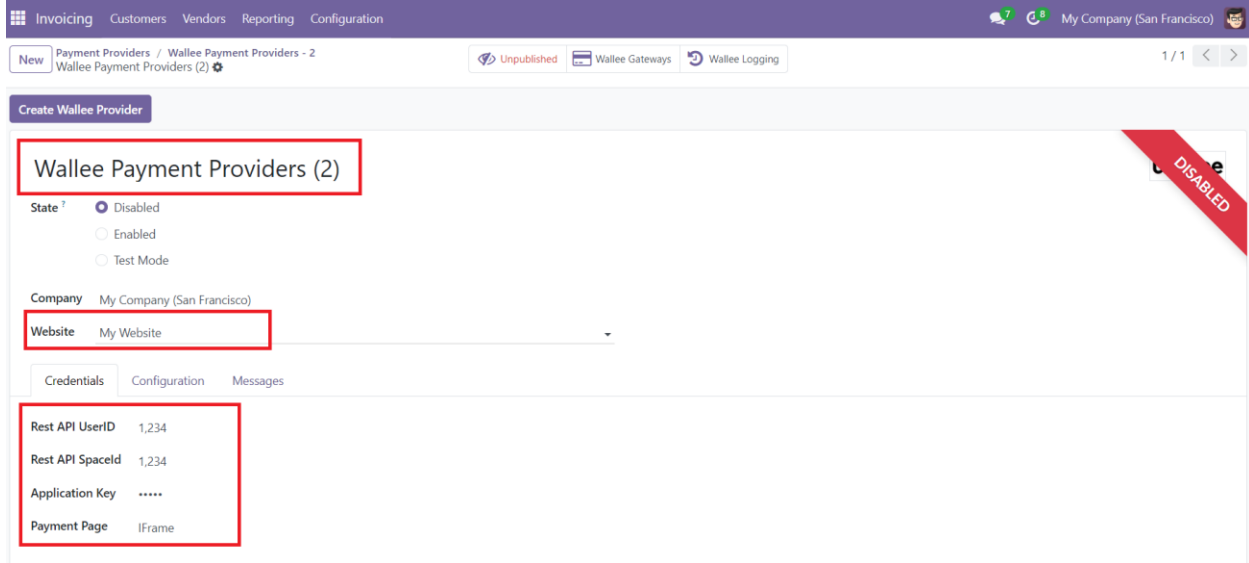 Invoicing Customers Vendors Reporting Configuration 7 8 My Company (San Francisco)
New Payment Providers / Wallee Payment Providers - 2
Wallee Payment Providers (2)
Unpublished Wallee Gateways Wallee Logging 1 / 1
Create Wallee Provider
Wallee Payment Providers (2)
DISABLED
State ? Disabled
Enabled
Test Mode
Company My Company (San Francisco)
Website My Website
Credentials Configuration Messages
Rest API UserID 1,234
Rest API SpaceId 1,234
Application Key •••••
Payment Page IFrame